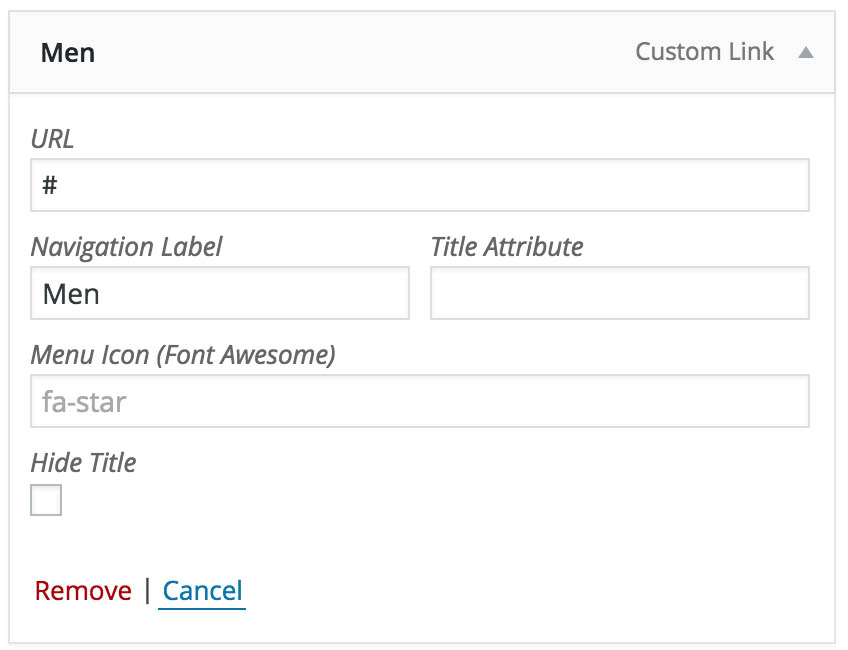 Men Custom Link ▲
URL
#
Navigation Label Title Attribute
Men
Menu Icon (Font Awesome)
fa-star
Hide Title
Remove | Cancel